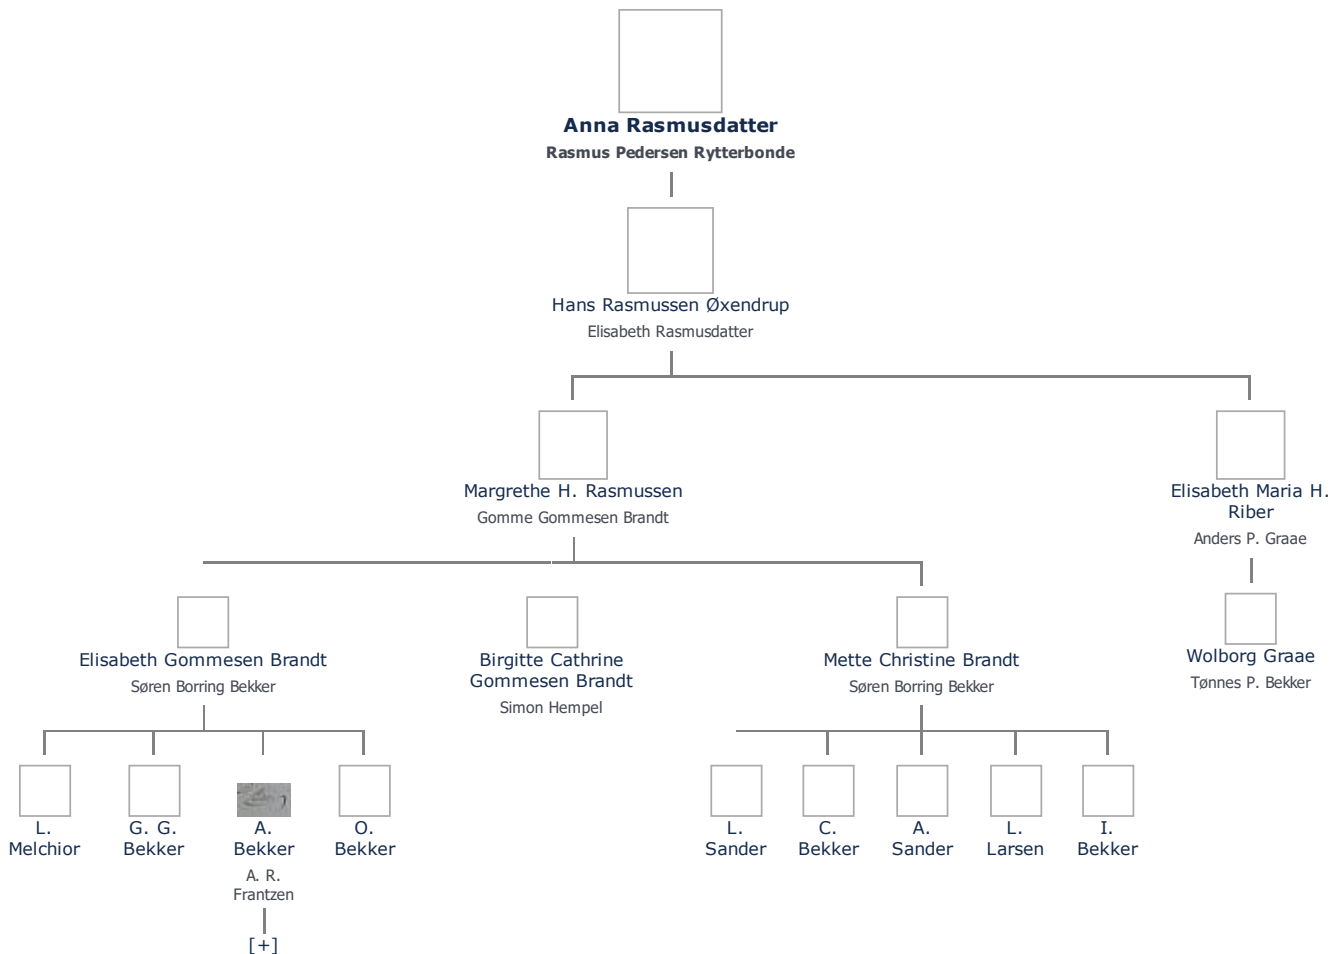 Anna Rasmusdatter
Rasmus Pedersen Rytterbonde
Hans Rasmussen Øxendrup
Elisabeth Rasmusdatter
Margrethe H. Rasmussen
Gomme Gommesen Brandt
Elisabeth Maria H.
Riber
Anders P. Graae
Elisabeth Gommesen Brandt
Søren Borring Bekker
Birgitte Cathrine
Gommesen Brandt
Simon Hempel
Mette Christine Brandt
Søren Borring Bekker
Wolborg Graae
Tønnes P. Bekker
L.
Melchior
G. G.
Bekker
A.
Bekker
A. R.
Frantzen
[+]
O.
Bekker
L.
Sander
C.
Bekker
A.
Sander
L.
Larsen
I.
Bekker